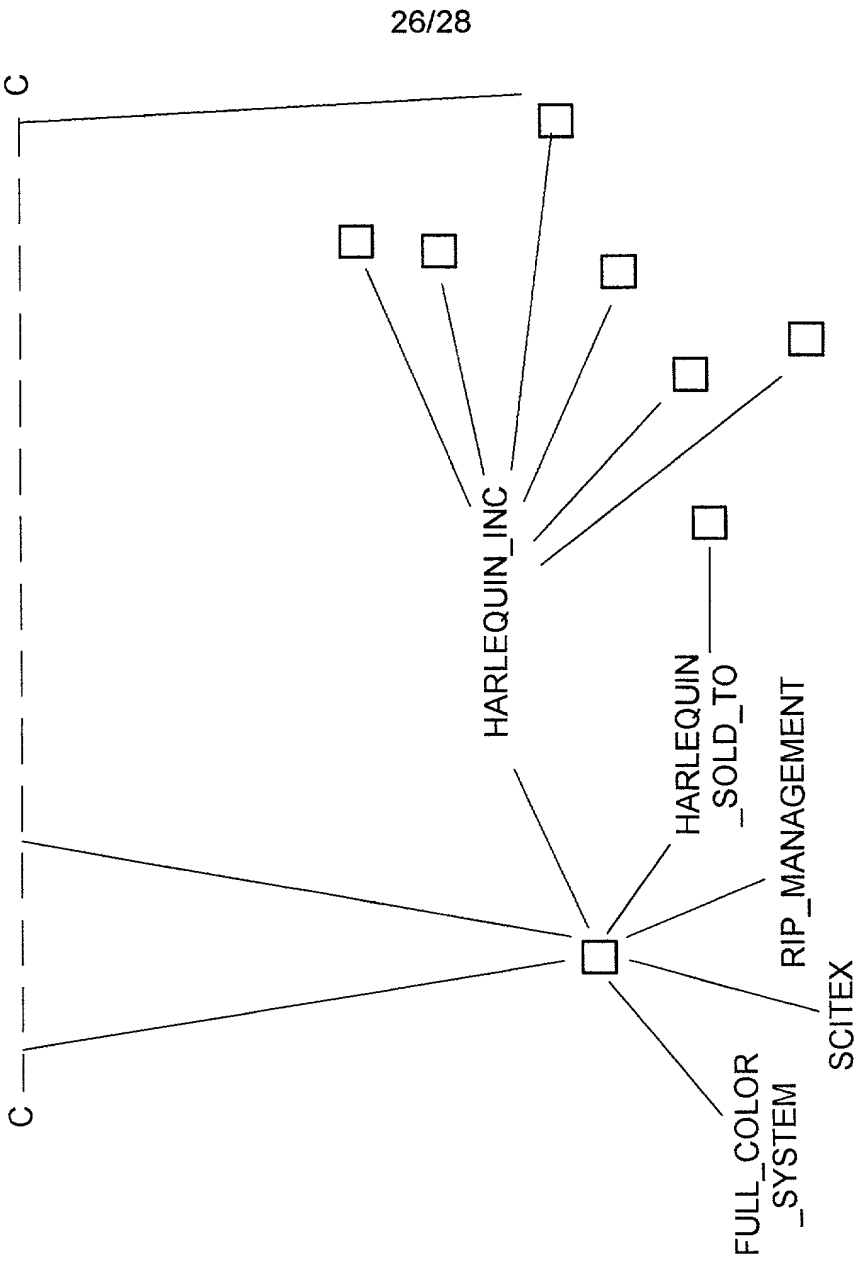 26/28
C
C
HARLEQUIN_INC
HARLEQUIN
_SOLD_TO
RIP_MANAGEMENT
SCITEX
FULL_COLOR
_SYSTEM